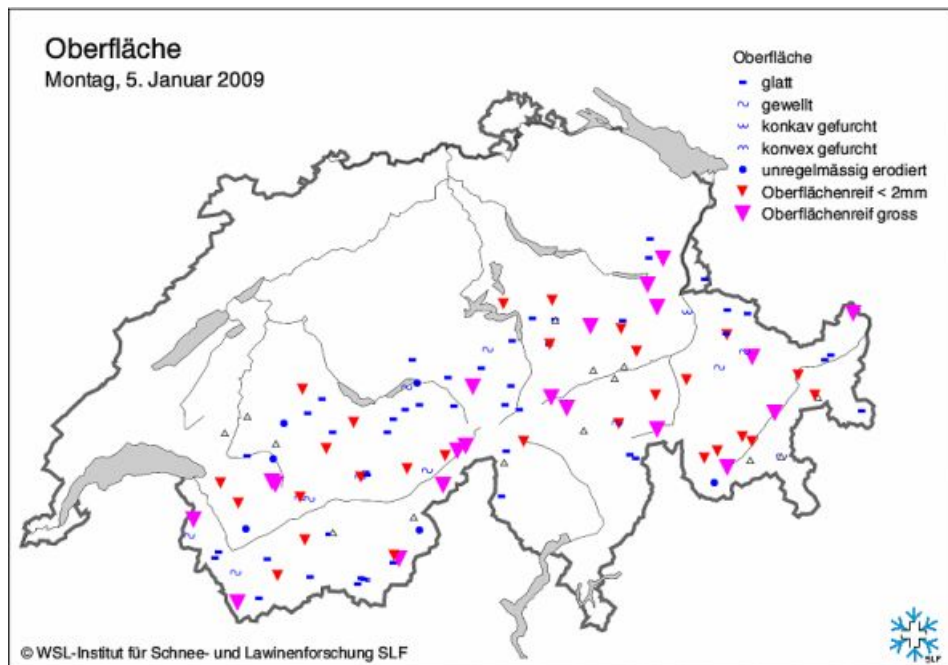 Oberfläche
Montag, 5. Januar 2009
Oberfläche
glatt
gewellt
konkav gefurcht
konvex gefurcht
unregelmässig erodiert
Oberflächenreif < 2mm
Oberflächenreif gross
© WSL-Institut für Schnee- und Lawinenforschung SLF
SLF